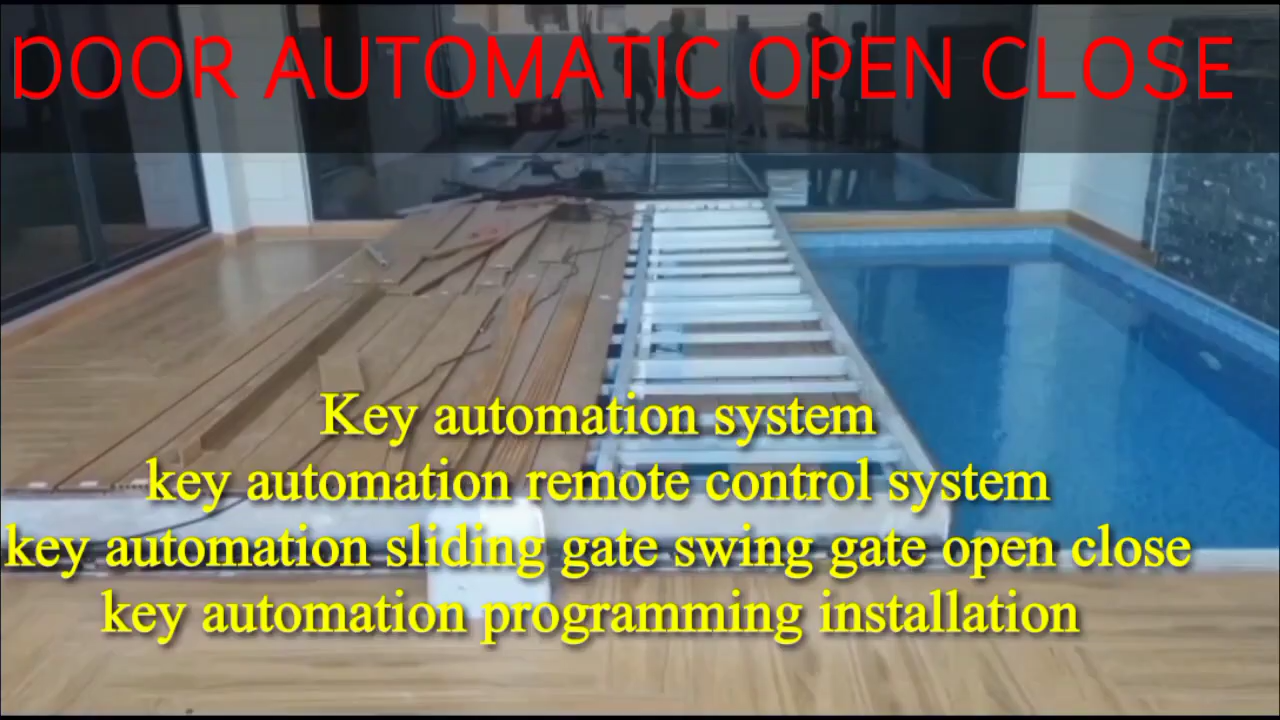 DOOR AUTOMATIC OPEN CLOSE
Key automation system
key automation remote control system
key automation sliding gate swing gate open close
key automation programming installation